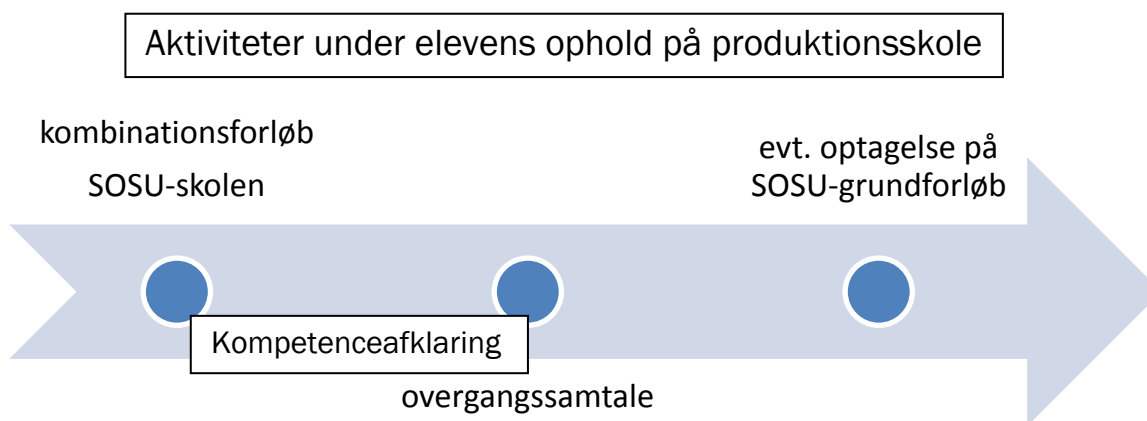 Aktiviteter under elevens ophold på produktionsskole
kombinationsforløb
SOSU-skolen
evt. optagelse på
SOSU-grundforløb
Kompetenceafklaring
overgangssamtale